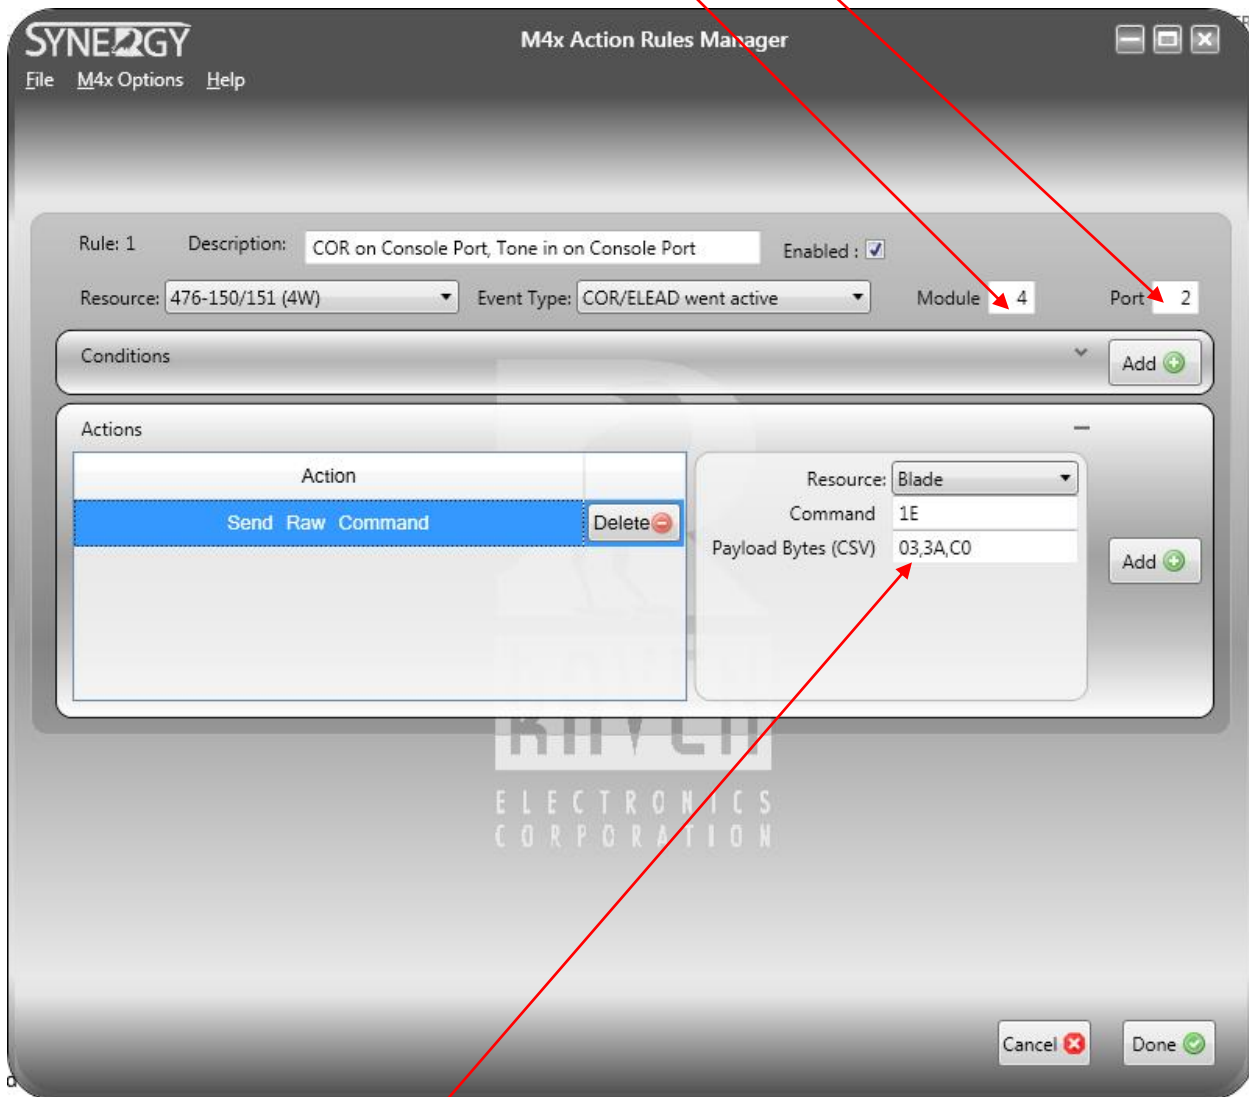 SYNERGY
M4x Action Rules Manager
File M4x Options Help
Rule: 1 Description: COR on Console Port, Tone in on Console Port Enabled :
Resource: 476-150/151 (4W) Event Type: COR/ELEAD went active Module 4 Port 2
Conditions Add
Actions
Action
Resource: Blade
Send Raw Command Delete
Command 1E
Payload Bytes (CSV) 03,3A,C0
Add
RAVEN
ELECTRONICS
CORPORATION
Cancel Done